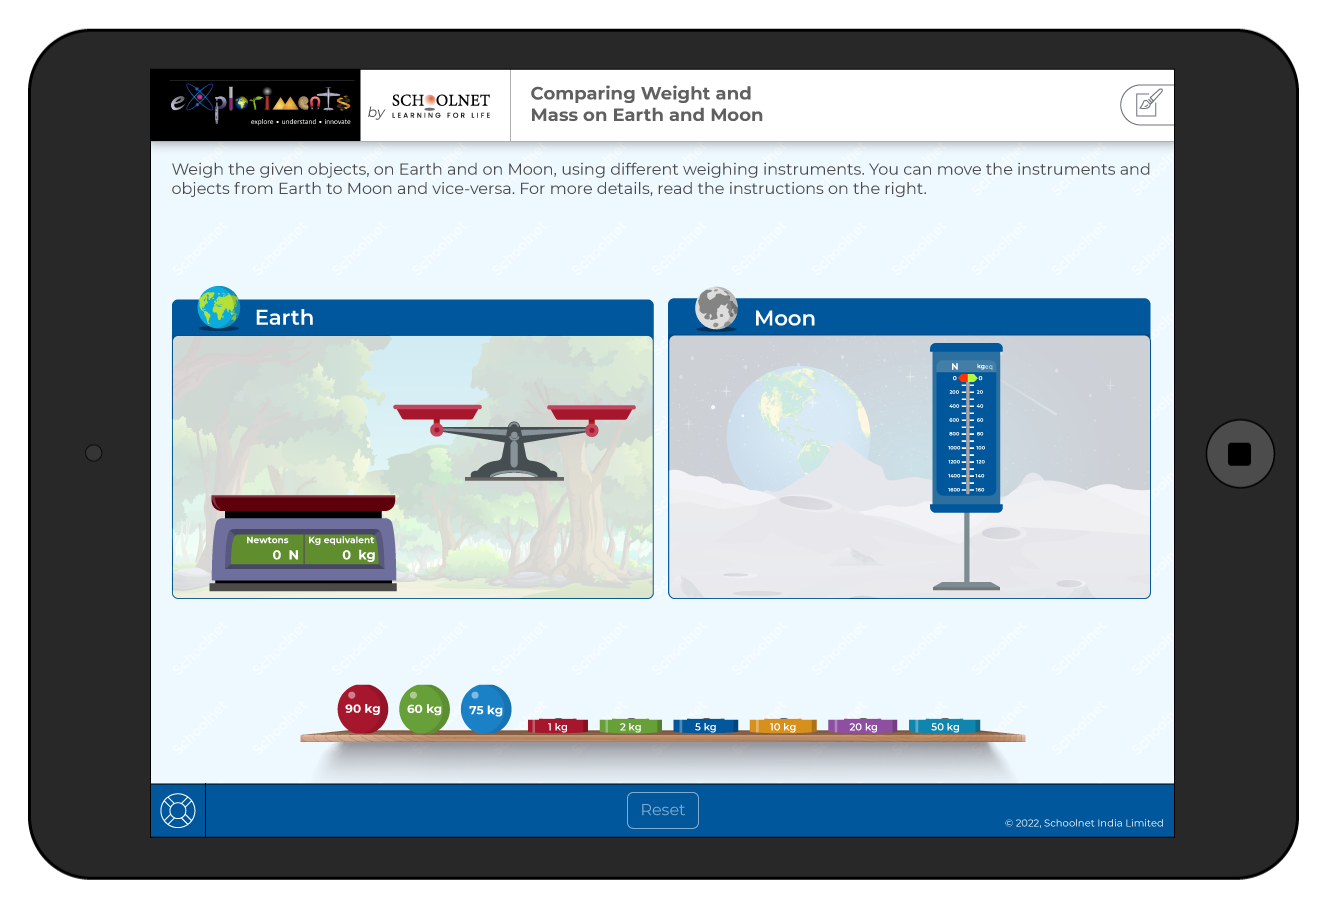 eXploriments
explore • understand • innovate
by
SCHOOLNET
LEARNING FOR LIFE
Comparing Weight and
Mass on Earth and Moon
Weigh the given objects, on Earth and on Moon, using different weighing instruments. You can move the instruments and
objects from Earth to Moon and vice-versa. For more details, read the instructions on the right.
Earth
Newtons Kg equivalent
0 N 0 kg
Moon
N kgeq
0 0
200 20
400 40
600 60
800 80
1000 100
1200 120
1400 140
1600 160
90 kg 60 kg 75 kg 1 kg 2 kg 5 kg 10 kg 20 kg 50 kg
Reset
© 2022, Schoolnet India Limited